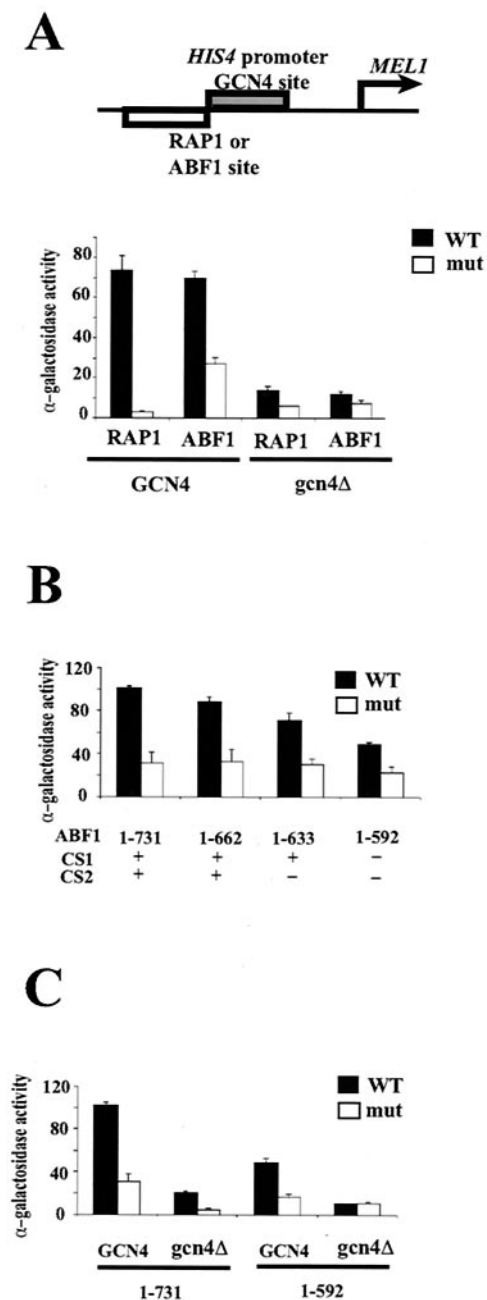 A
HIS4 promoter
GCN4 site
MEL1
RAP1 or
ABF1 site
α-galactosidase activity
80
60
40
20
0
WT
mut
RAP1 ABF1 RAP1 ABF1
GCN4 gcn4Δ
B
α-galactosidase activity
120
80
40
0
WT
mut
ABF1 1-731 1-662 1-633 1-592
CS1 + + + –
CS2 + + – –
C
α-galactosidase activity
120
80
40
0
WT
mut
GCN4 gcn4Δ GCN4 gcn4Δ
1-731 1-592